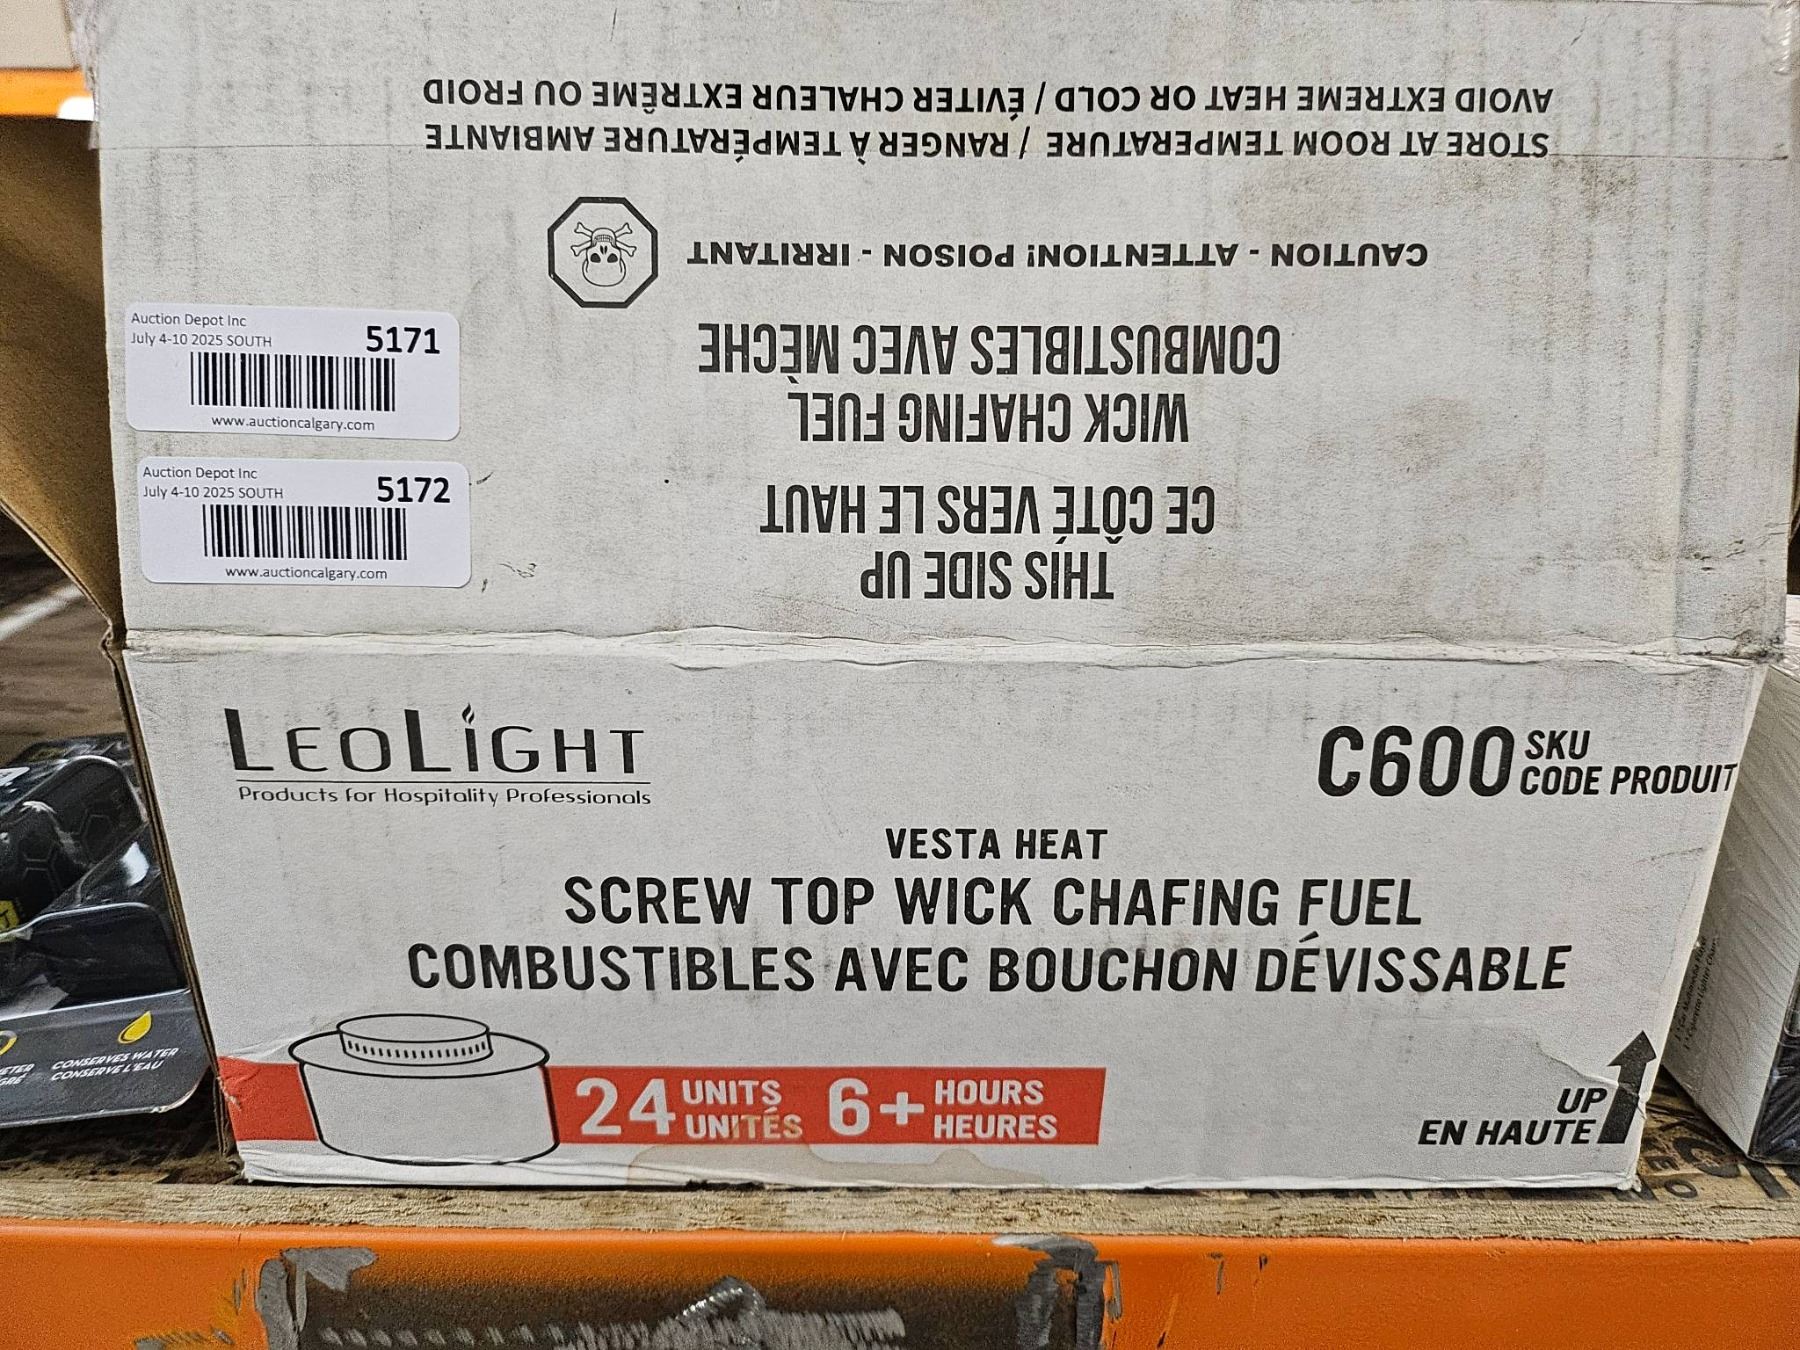 AVOID EXTREME HEAT OR COLD / ÉVITER CHALEUR EXTRÊME OU FROID
STORE AT ROOM TEMPERATURE / RANGER À TEMPÉRATURE AMBIANTE
CAUTION - ATTENTION! POISON - IRRITANT
COMBUSTIBLES AVEC MÈCHE
WICK CHAFING FUEL
CE CÔTÉ VERS LE HAUT
THIS SIDE UP
Auction Depot Inc
July 4-10 2025 SOUTH
5171
www.auctioncalgary.com
Auction Depot Inc
July 4-10 2025 SOUTH
5172
www.auctioncalgary.com
LEOLIGHT
Products for Hospitality Professionals
C600 SKU
CODE PRODUIT
VESTA HEAT
SCREW TOP WICK CHAFING FUEL
COMBUSTIBLES AVEC BOUCHON DÉVISSABLE
24 UNITS
UNITÉS
6+ HOURS
HEURES
UP
EN HAUTE
CONSERVES WATER
CONSERVE L'EAU